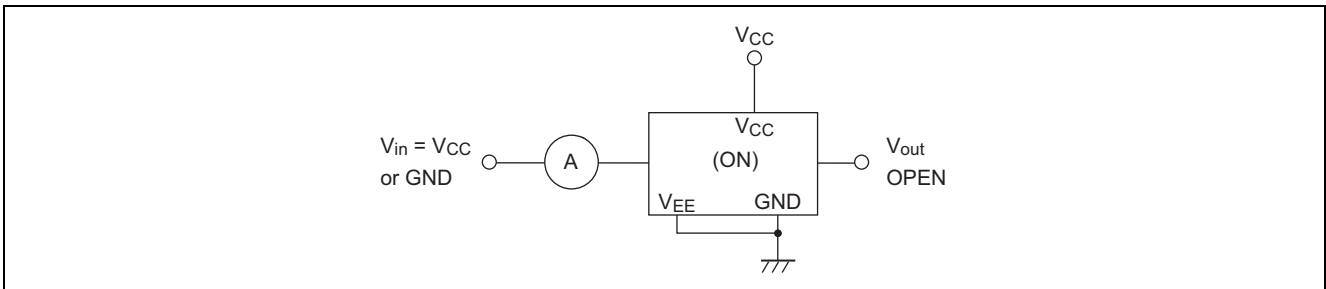 VCC
VCC
Vin = VCC
or GND
A
(ON)
Vout
OPEN
VEE
GND